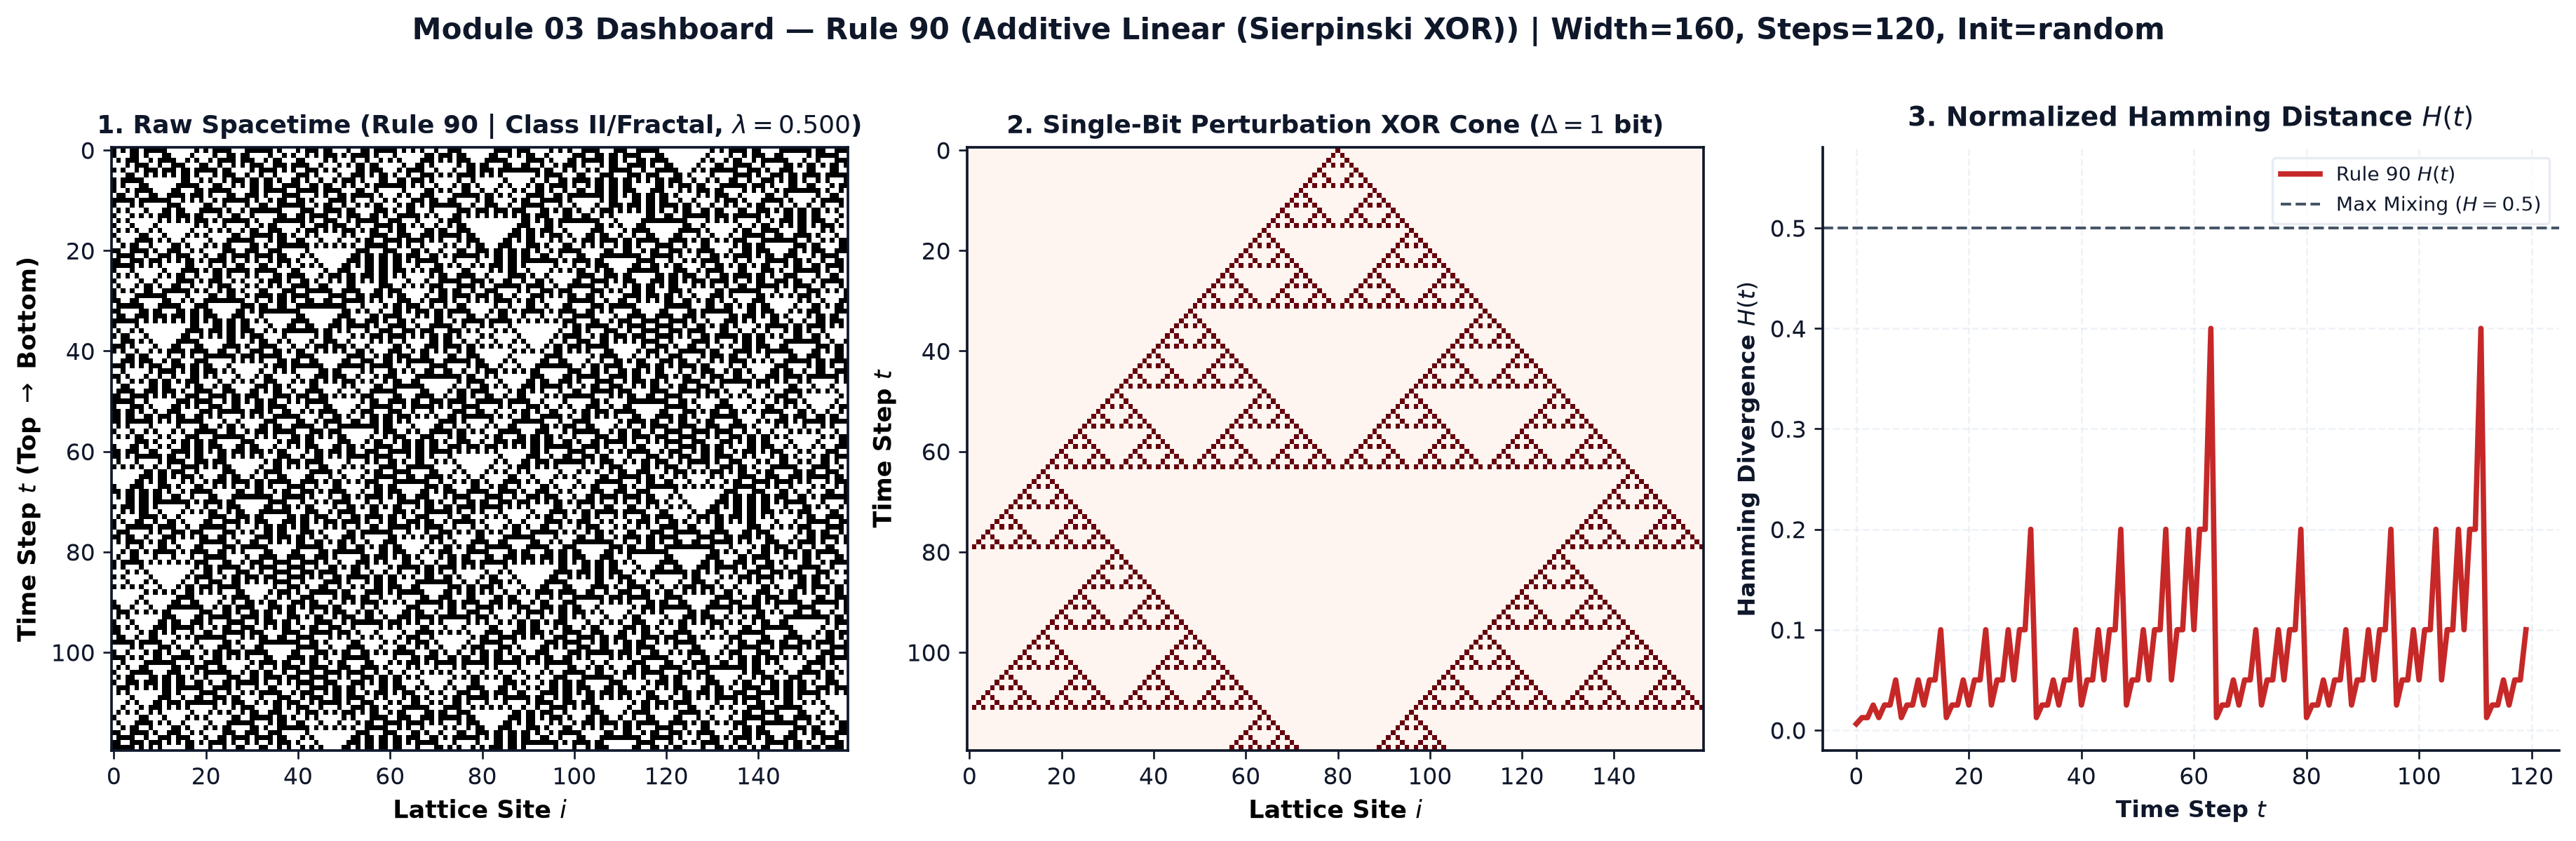 Module 03 Dashboard — Rule 90 (Additive Linear (Sierpinski XOR)) | Width=160, Steps=120, Init=random
1. Raw Spacetime (Rule 90 | Class II/Fractal, λ = 0.500)
0
20
40
60
80
100
Time Step t (Top → Bottom)
0 20 40 60 80 100 120 140
Lattice Site i
2. Single-Bit Perturbation XOR Cone (Δ = 1 bit)
0
20
40
60
80
100
Time Step t
0 20 40 60 80 100 120 140
Lattice Site i
3. Normalized Hamming Distance H(t)
Rule 90 H(t)
Max Mixing (H = 0.5)
0.5
0.4
0.3
0.2
0.1
0.0
Hamming Divergence H(t)
0 20 40 60 80 100 120
Time Step t